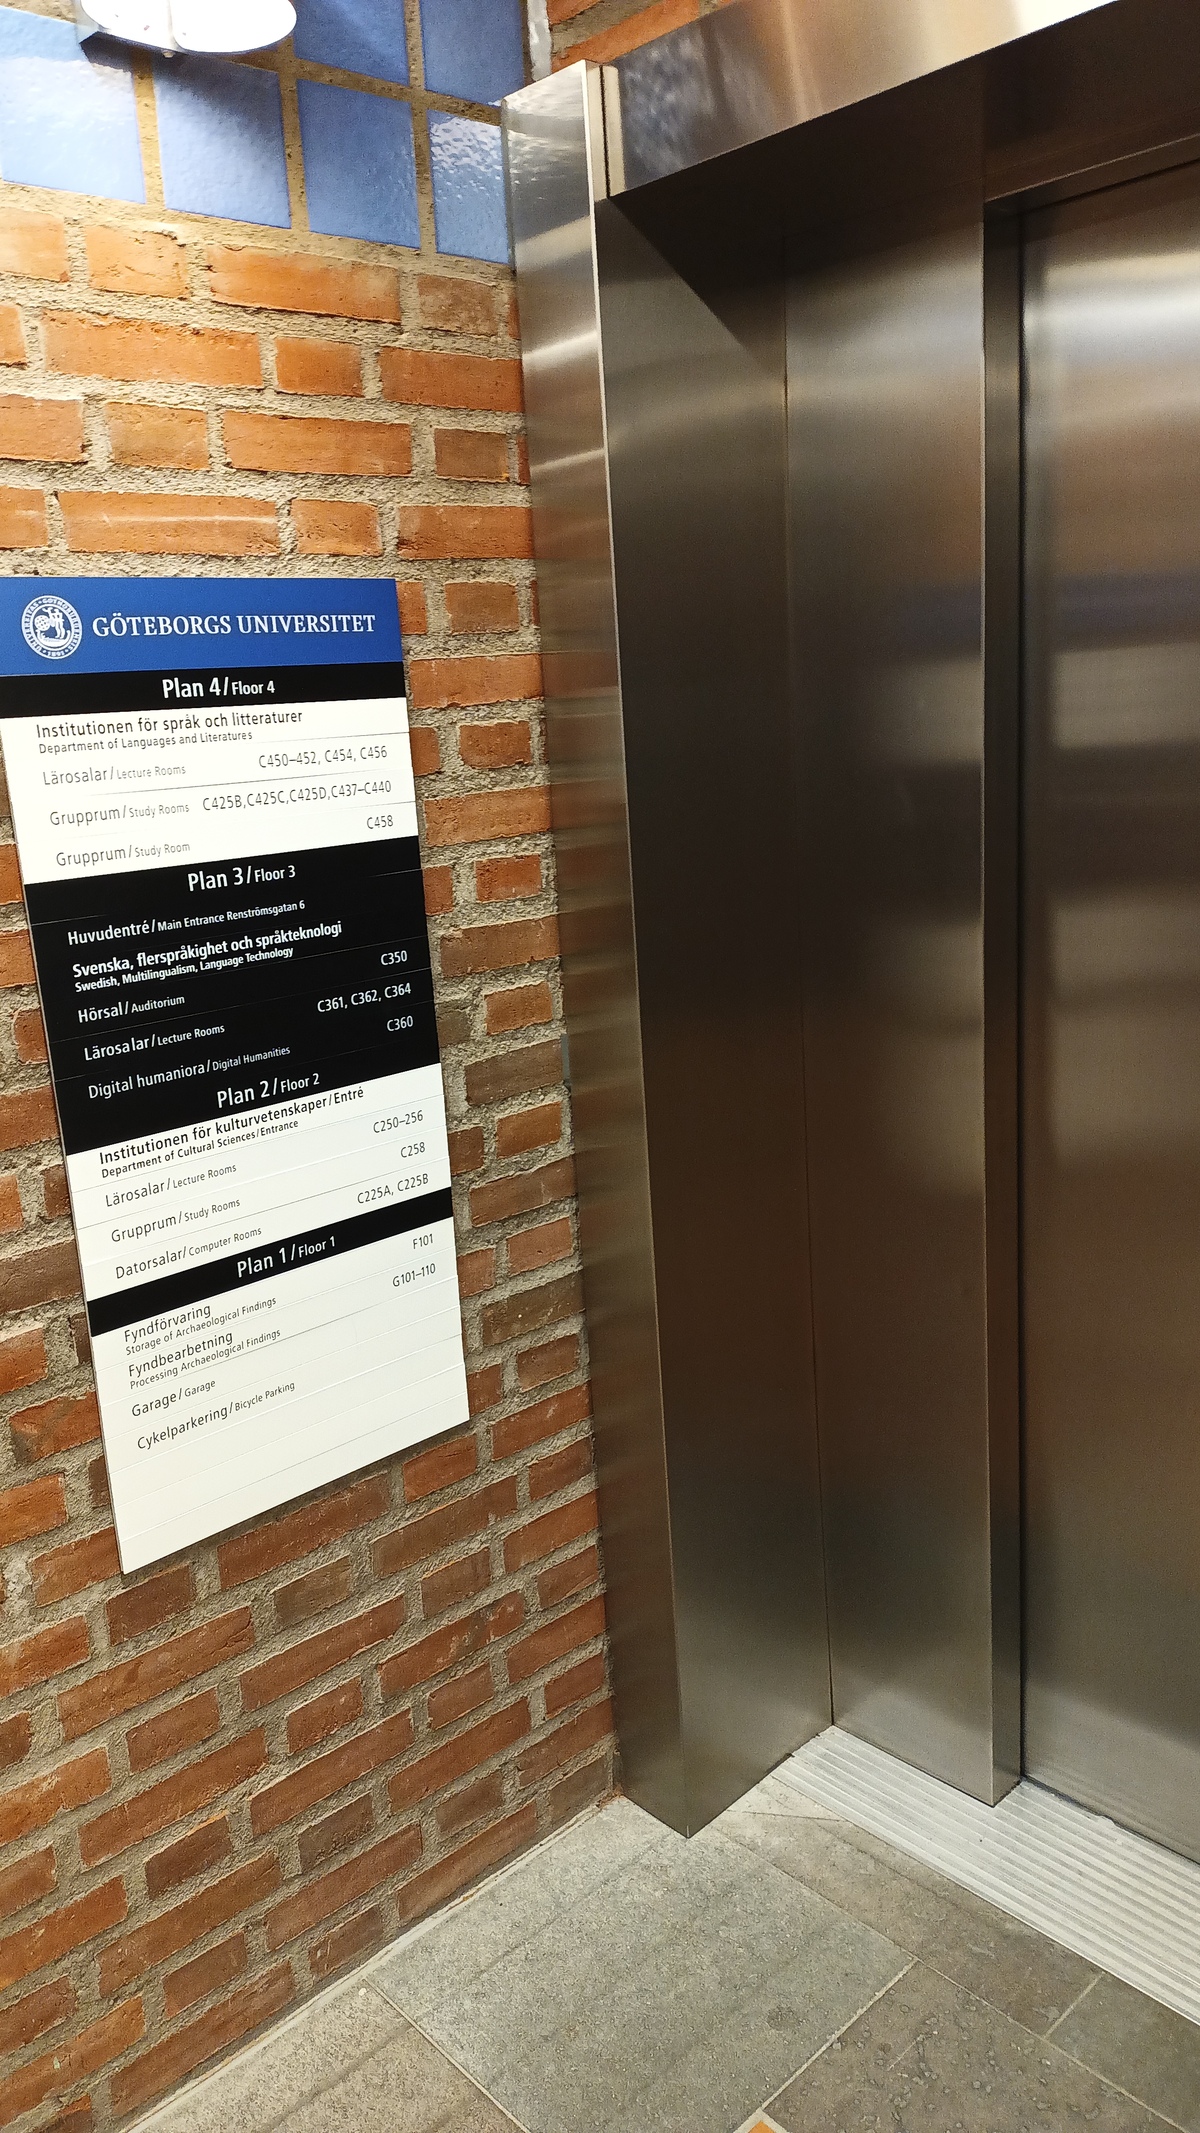 GÖTEBORGS UNIVERSITET
Plan 4/Floor 4
Institutionen för språk och litteraturer
Department of Languages and Literatures
Lärosalar/Lecture Rooms C450–452, C454, C456
Grupprum/Study Rooms C425B,C425C,C425D,C437–C440
Grupprum/Study Room C458
Plan 3/Floor 3
Huvudentré/Main Entrance Renströmsgatan 6
Svenska, flerspråkighet och språkteknologi
Swedish, Multilingualism, Language Technology
Hörsal/Auditorium C350
Lärosalar/Lecture Rooms C361, C362, C364
Digital humaniora/Digital Humanities C360
Plan 2/Floor 2
Institutionen för kulturvetenskaper/Entré
Department of Cultural Sciences/Entrance
Lärosalar/Lecture Rooms C250–256
Grupprum/Study Rooms C258
Datorsalar/Computer Rooms C225A, C225B
Plan 1/Floor 1
Fyndförvaring F101
Storage of Archaeological Findings
Fyndbearbetning G101–110
Processing Archaeological Findings
Garage/Garage
Cykelparkering/Bicycle Parking